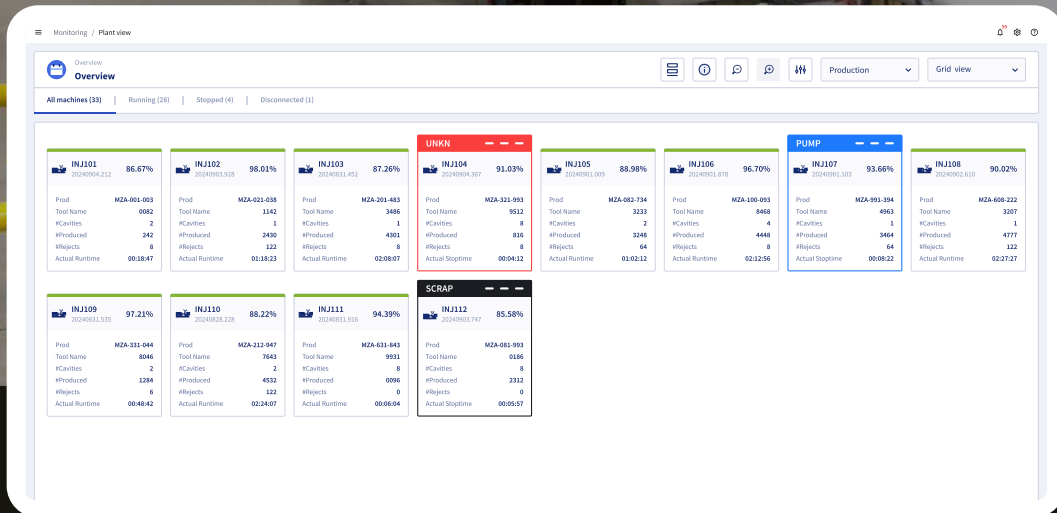 Monitoring / Plant view
99
Overview
Overview
Production
Grid view
All machines (33) | Running (28) | Stopped (4) | Disconnected (1)
INJ101
20240904.212
86.67%
Prod MZA-001-003
Tool Name 0082
#Cavities 2
#Produced 242
#Rejects 8
Actual Runtime 00:18:47
INJ102
20240903.928
98.01%
Prod MZA-021-038
Tool Name 1142
#Cavities 1
#Produced 2430
#Rejects 122
Actual Runtime 01:18:23
INJ103
20240831.452
87.26%
Prod MZA-201-483
Tool Name 3486
#Cavities 1
#Produced 4301
#Rejects 8
Actual Runtime 02:08:07
UNKN
INJ104
20240904.367
91.03%
Prod MZA-321-993
Tool Name 9512
#Cavities 8
#Produced 816
#Rejects 8
Actual Stoptime 00:04:12
INJ105
20240901.009
88.98%
Prod MZA-082-734
Tool Name 3233
#Cavities 2
#Produced 3248
#Rejects 64
Actual Runtime 01:02:12
INJ106
20240901.878
96.70%
Prod MZA-100-093
Tool Name 8468
#Cavities 4
#Produced 4448
#Rejects 8
Actual Runtime 02:12:56
PUMP
INJ107
20240901.103
93.66%
Prod MZA-991-394
Tool Name 4963
#Cavities 1
#Produced 3464
#Rejects 64
Actual Stoptime 00:08:22
INJ108
20240902.610
90.02%
Prod MZA-608-222
Tool Name 3207
#Cavities 1
#Produced 4777
#Rejects 122
Actual Runtime 02:27:27
INJ109
20240831.535
97.21%
Prod MZA-331-044
Tool Name 8046
#Cavities 2
#Produced 1284
#Rejects 6
Actual Runtime 00:48:42
INJ110
20240828.228
88.22%
Prod MZA-212-947
Tool Name 7643
#Cavities 2
#Produced 4532
#Rejects 122
Actual Runtime 02:24:07
INJ111
20240831.916
94.39%
Prod MZA-631-843
Tool Name 9931
#Cavities 8
#Produced 0096
#Rejects 0
Actual Runtime 00:06:04
SCRAP
INJ112
20240903.747
85.58%
Prod MZA-081-993
Tool Name 0186
#Cavities 8
#Produced 2312
#Rejects 0
Actual Stoptime 00:05:57